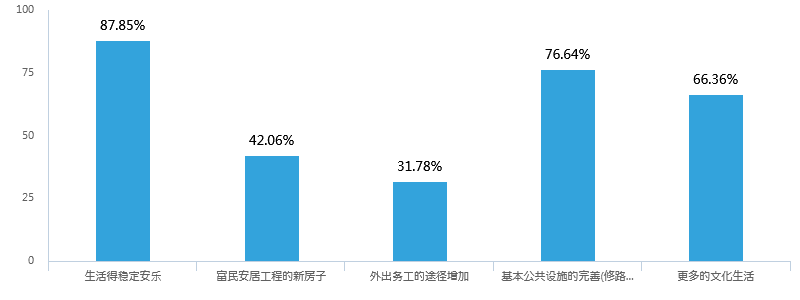 100
75
50
25
0
87.85%
42.06%
31.78%
76.64%
66.36%
生活得稳定安乐
富民安居工程的新房子
外出务工的途径增加
基本公共设施的完善(修路...
更多的文化生活